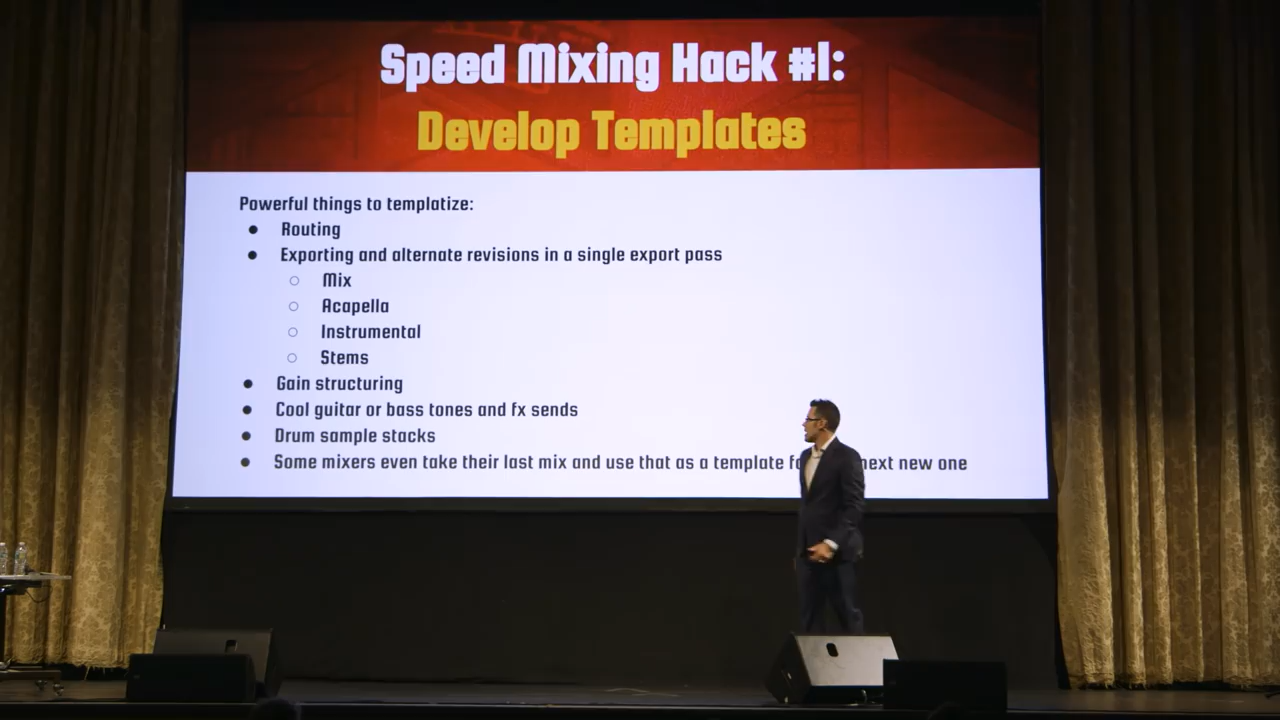 Speed Mixing Hack #1:
Develop Templates
Powerful things to templatize:
● Routing
● Exporting and alternate revisions in a single export pass
○ Mix
○ Acapella
○ Instrumental
○ Stems
● Gain structuring
● Cool guitar or bass tones and fx sends
● Drum sample stacks
● Some mixers even take their last mix and use that as a template next new one